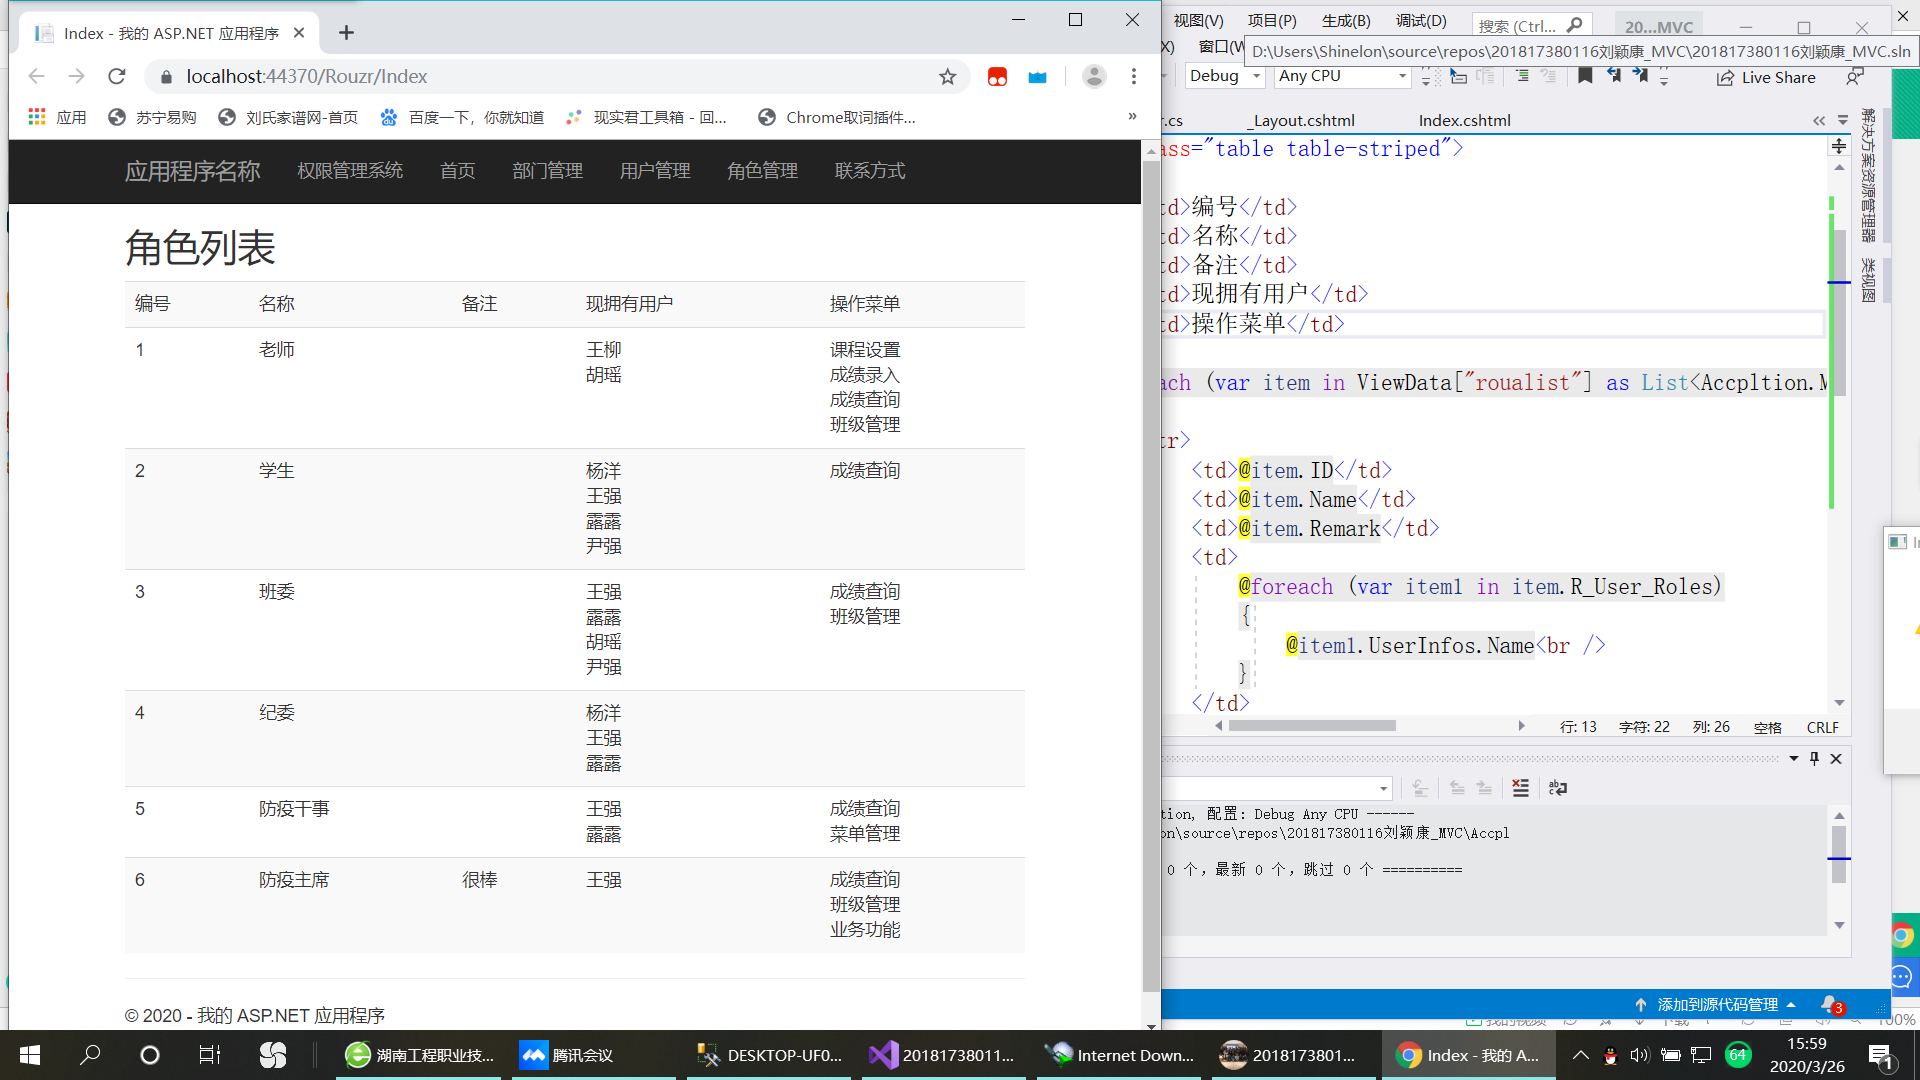 Index - 我的 ASP.NET 应用程序
localhost:44370/Rouzr/Index
应用 苏宁易购 刘氏家谱网-首页 百度一下，你就知道 现实君工具箱 - 回... Chrome取词插件... »
应用程序名称 权限管理系统 首页 部门管理 用户管理 角色管理 联系方式
角色列表
编号 名称 备注 现拥有用户 操作菜单
1 老师 王柳 课程设置
胡瑶 成绩录入
成绩查询
班级管理
2 学生 杨洋 成绩查询
王强
露露
尹强
3 班委 王强 成绩查询
露露 班级管理
胡瑶
尹强
4 纪委 杨洋
王强
露露
5 防疫干事 王强 成绩查询
露露 菜单管理
6 防疫主席 很棒 王强 成绩查询
班级管理
业务功能
© 2020 - 我的 ASP.NET 应用程序
视图(V) 项目(P) 生成(B) 调试(D) 搜索 (Ctrl... 20...MVC
X) 窗口(W
D:\Users\Shinelon\source\repos\201817380116刘颖康_MVC\201817380116刘颖康_MVC.sln
Debug Any CPU Live Share
r.cs _Layout.cshtml Index.cshtml
解决方案资源管理器
类视图
ass="table table-striped">
td>编号</td>
td>名称</td>
td>备注</td>
td>现拥有用户</td>
td>操作菜单</td>
ach (var item in ViewData["roualist"] as List<Accpltion.M
tr>
<td>@item.ID</td>
<td>@item.Name</td>
<td>@item.Remark</td>
<td>
@foreach (var item1 in item.R_User_Roles)
{
@item1.UserInfos.Name<br />
}
</td>
行: 13 字符: 22 列: 26 空格 CRLF
tion, 配置: Debug Any CPU ------
on\source\repos\201817380116刘颖康_MVC\Accpl
0 个，最新 0 个，跳过 0 个 ==========
添加到源代码管理 3
100%
湖南工程职业技... 腾讯会议 DESKTOP-UF0... 20181738011... Internet Down... 2018173801... Index - 我的 A... 64
15:59
2020/3/26
1